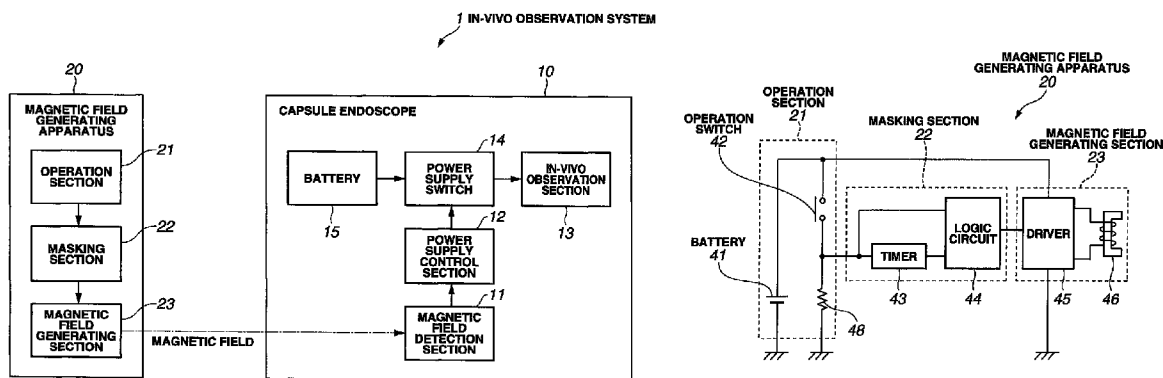 1 IN-VIVO OBSERVATION SYSTEM
20
MAGNETIC FIELD
GENERATING
APPARATUS
21
OPERATION
SECTION
22
MASKING
SECTION
23
MAGNETIC
FIELD
GENERATING
SECTION
MAGNETIC FIELD
10
CAPSULE ENDOSCOPE
BATTERY
15
14
POWER
SUPPLY
SWITCH
IN-VIVO
OBSERVATION
SECTION
13
12
POWER
SUPPLY
CONTROL
SECTION
11
MAGNETIC
FIELD
DETECTION
SECTION
MAGNETIC FIELD
GENERATING APPARATUS
20
OPERATION
SECTION
21
OPERATION
SWITCH
42
MASKING SECTION
22
MAGNETIC FIELD
GENERATING SECTION
23
BATTERY
41
48
TIMER
43
LOGIC
CIRCUIT
44
DRIVER
45
46